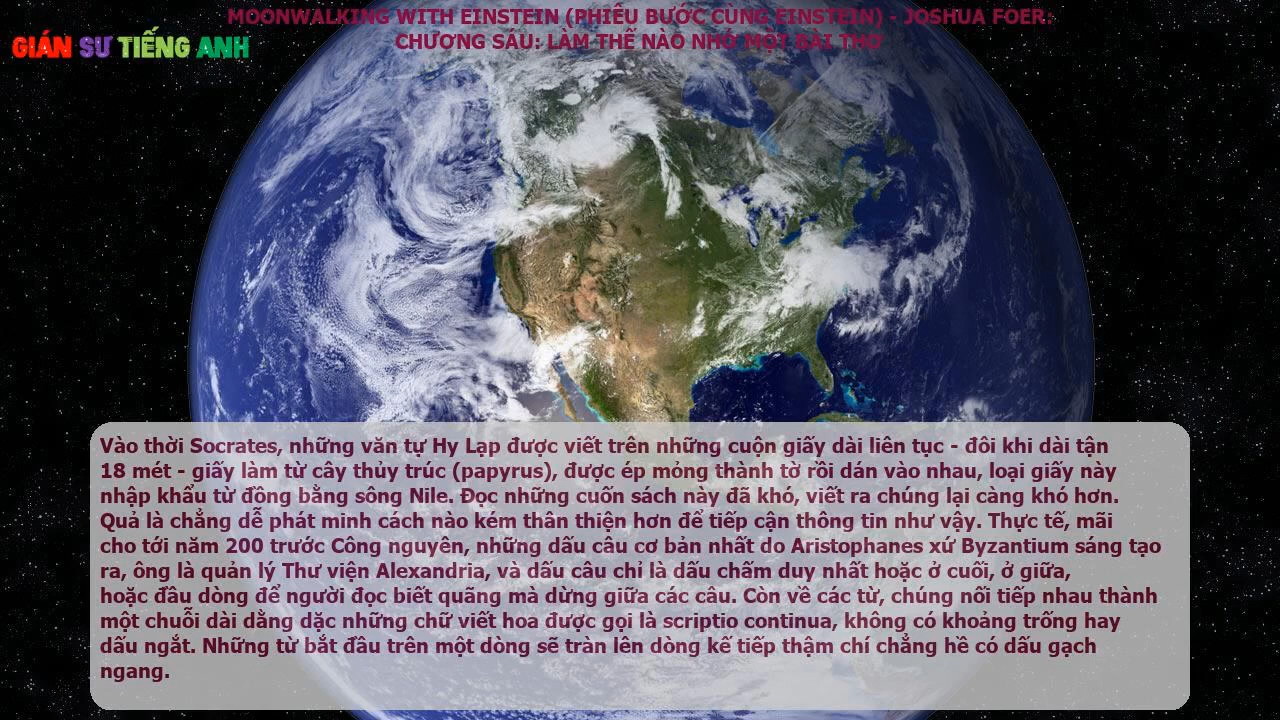 MOONWALKING WITH EINSTEIN (PHIÊU BƯỚC CÙNG EINSTEIN) - JOSHUA FOER:
CHƯƠNG SÁU: LÀM THẾ NÀO NHỚ MỘT BÀI THƠ
GIÁN SƯ TIẾNG ANH
Vào thời Socrates, những văn tự Hy Lạp được viết trên những cuộn giấy dài liên tục - đôi khi dài tận
18 mét - giấy làm từ cây thủy trúc (papyrus), được ép mỏng thành tờ rồi dán vào nhau, loại giấy này
nhập khẩu từ đồng bằng sông Nile. Đọc những cuốn sách này đã khó, viết ra chúng lại càng khó hơn.
Quả là chẳng dễ phát minh cách nào kém thân thiện hơn để tiếp cận thông tin như vậy. Thực tế, mãi
cho tới năm 200 trước Công nguyên, những dấu câu cơ bản nhất do Aristophanes xứ Byzantium sáng tạo
ra, ông là quản lý Thư viện Alexandria, và dấu câu chỉ là dấu chấm duy nhất hoặc ở cuối, ở giữa,
hoặc đầu dòng để người đọc biết quãng mà dừng giữa các câu. Còn về các từ, chúng nối tiếp nhau thành
một chuỗi dài dằng dặc những chữ viết hoa được gọi là scriptio continua, không có khoảng trống hay
dấu ngắt. Những từ bắt đầu trên một dòng sẽ tràn lên dòng kế tiếp thậm chí chẳng hề có dấu gạch
ngang.